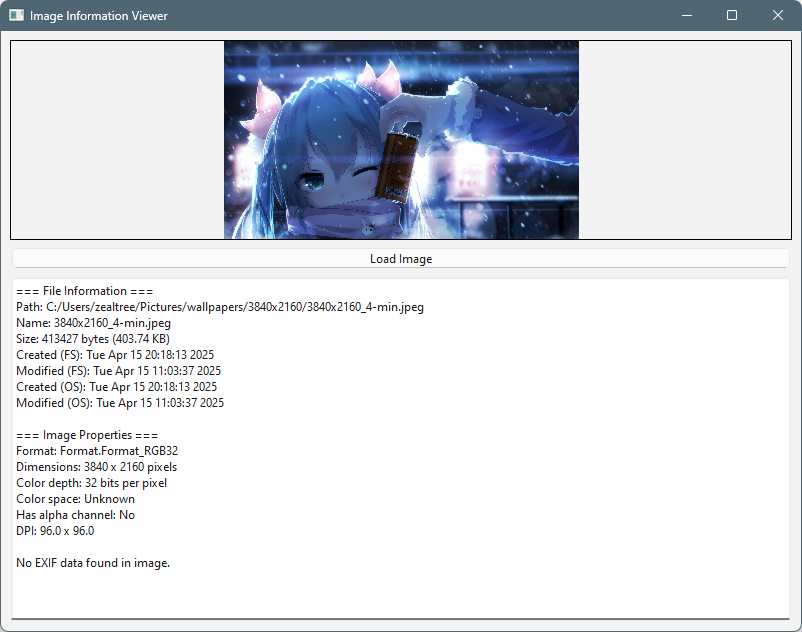 Image Information Viewer
Load Image
=== File Information ===
Path: C:/Users/zealtree/Pictures/wallpapers/3840x2160/3840x2160_4-min.jpeg
Name: 3840x2160_4-min.jpeg
Size: 413427 bytes (403.74 KB)
Created (FS): Tue Apr 15 20:18:13 2025
Modified (FS): Tue Apr 15 11:03:37 2025
Created (OS): Tue Apr 15 20:18:13 2025
Modified (OS): Tue Apr 15 11:03:37 2025
=== Image Properties ===
Format: Format.Format_RGB32
Dimensions: 3840 x 2160 pixels
Color depth: 32 bits per pixel
Color space: Unknown
Has alpha channel: No
DPI: 96.0 x 96.0
No EXIF data found in image.